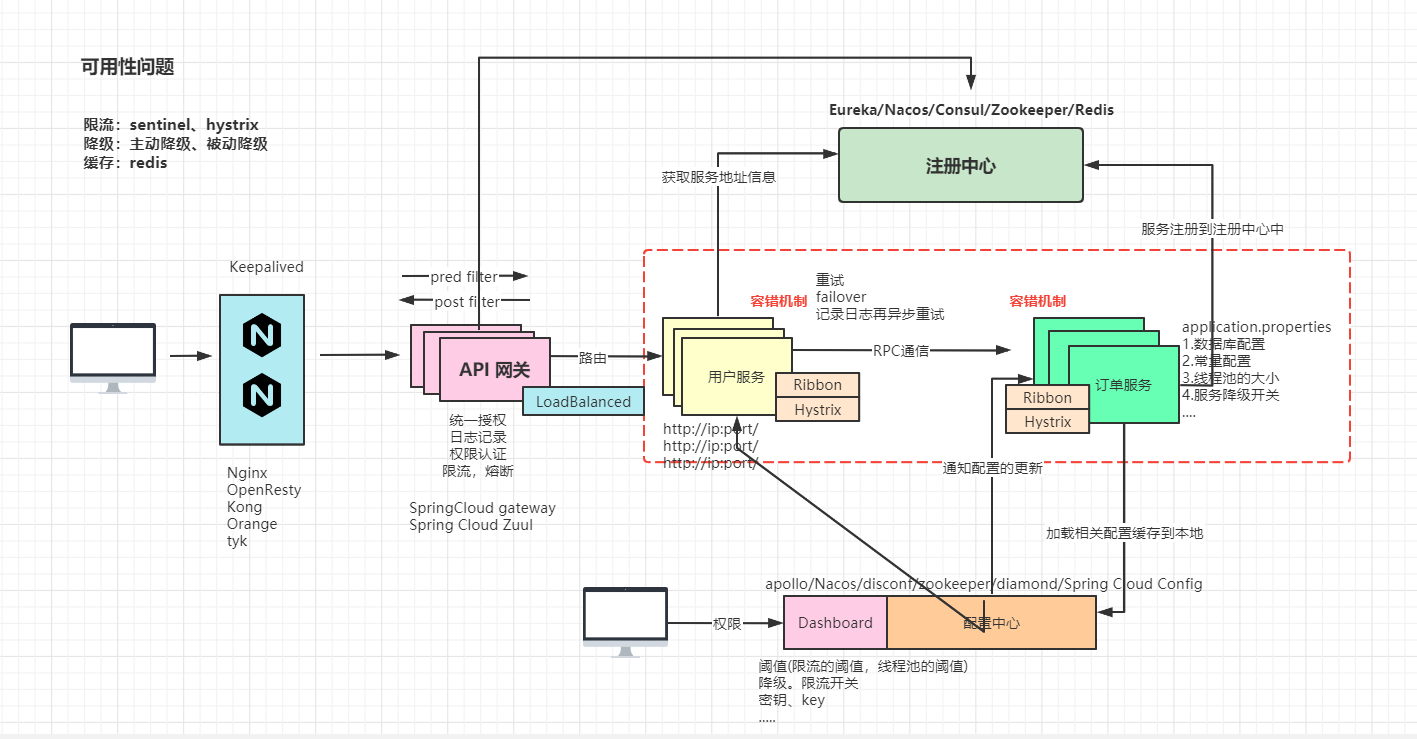 可用性问题
限流：sentinel、hystrix
降级：主动降级、被动降级
缓存：redis
Eureka/Nacos/Consul/Zookeeper/Redis
注册中心
获取服务地址信息
服务注册到注册中心中
Keepalived
N
N
Nginx
OpenResty
Kong
Orange
tyk
pred filter
post filter
API 网关
LoadBalanced
统一授权
日志记录
权限认证
限流，熔断
SpringCloud gateway
Spring Cloud Zuul
路由
容错机制
重试
failover
记录日志再异步重试
用户服务
Ribbon
Hystrix
http://ip:port/
http://ip:port/
http://ip:port/
RPC通信
容错机制
订单服务
Ribbon
Hystrix
application.properties
1.数据库配置
2.常量配置
3.线程池的大小
4.服务降级开关
....
通知配置的更新
加载相关配置缓存到本地
apollo/Nacos/disconf/zookeeper/diamond/Spring Cloud Config
权限
Dashboard
配置中心
阈值(限流的阈值，线程池的阈值)
降级。限流开关
密钥、key
.....